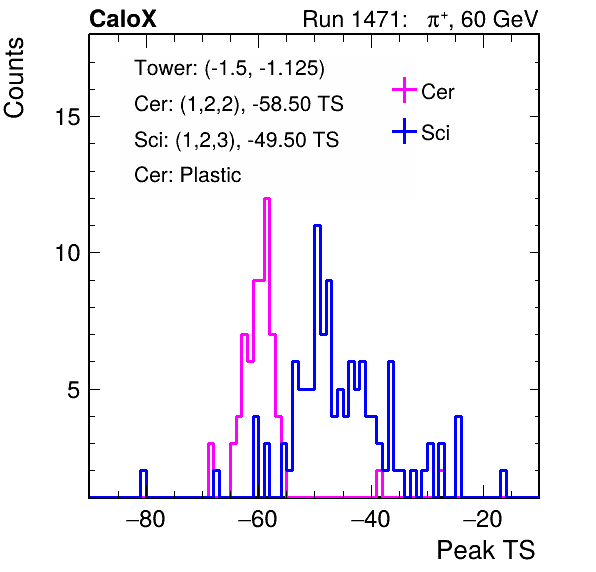 CaloX Run 1471: π⁺, 60 GeV
Counts
Tower: (-1.5, -1.125)
Cer: (1,2,2), -58.50 TS
Sci: (1,2,3), -49.50 TS
Cer: Plastic
Cer
Sci
15
10
5
−80 −60 −40 −20
Peak TS